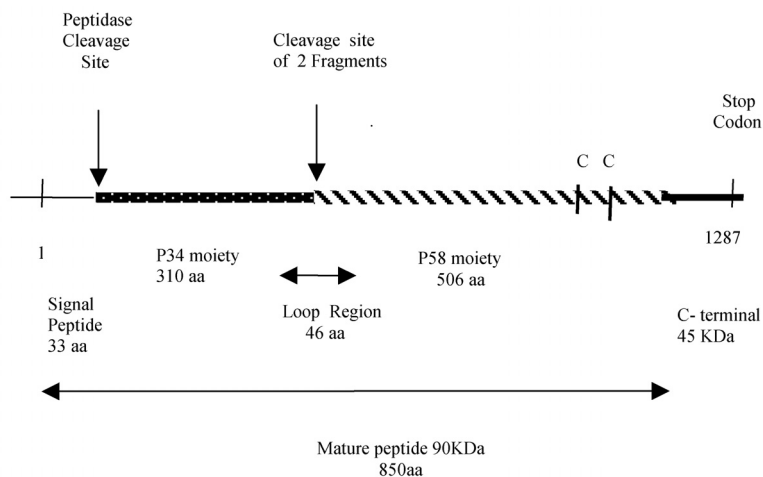 Peptidase
Cleavage
Site
Cleavage site
of 2 Fragments
Stop
Codon
C C
1
1287
P34 moiety
310 aa
P58 moiety
506 aa
Loop Region
46 aa
Signal
Peptide
33 aa
C- terminal
45 KDa
Mature peptide 90KDa
850aa